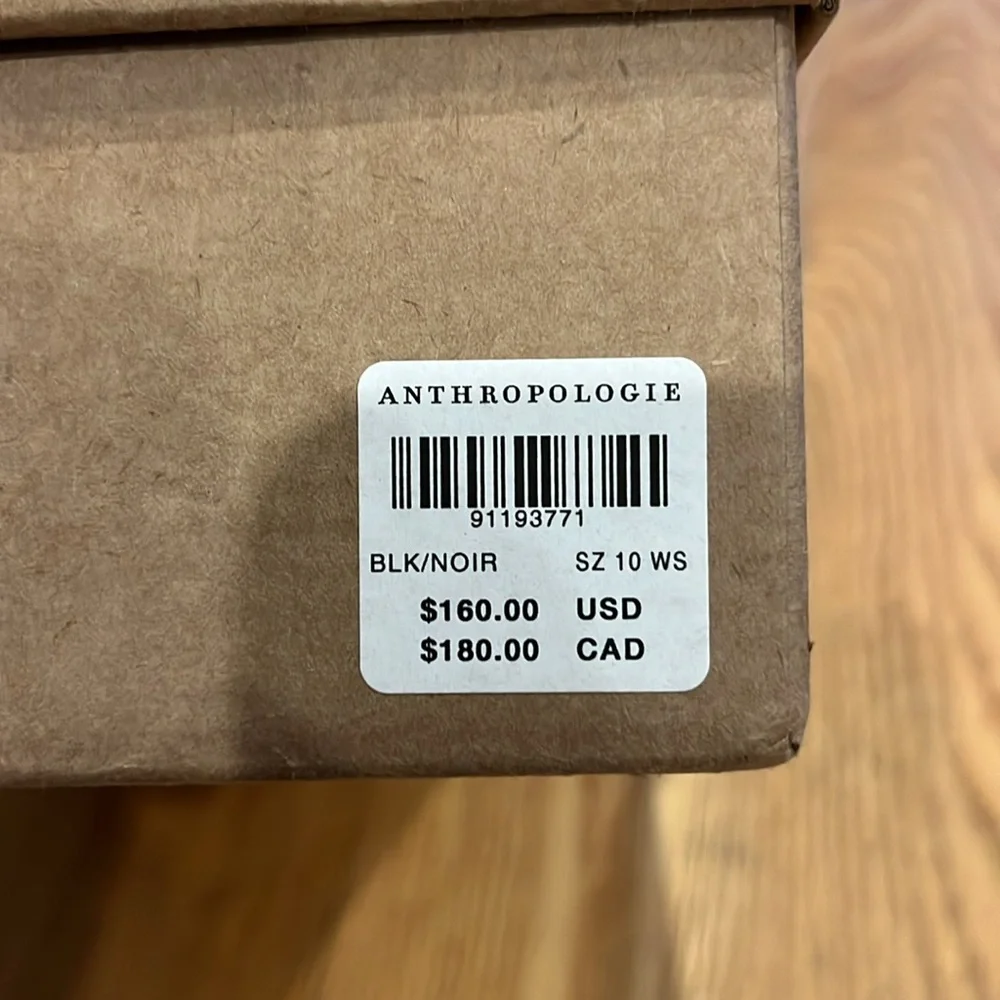 ANTHROPOLOGIE
91193771
BLK/NOIR SZ 10 WS
$160.00 USD
$180.00 CAD